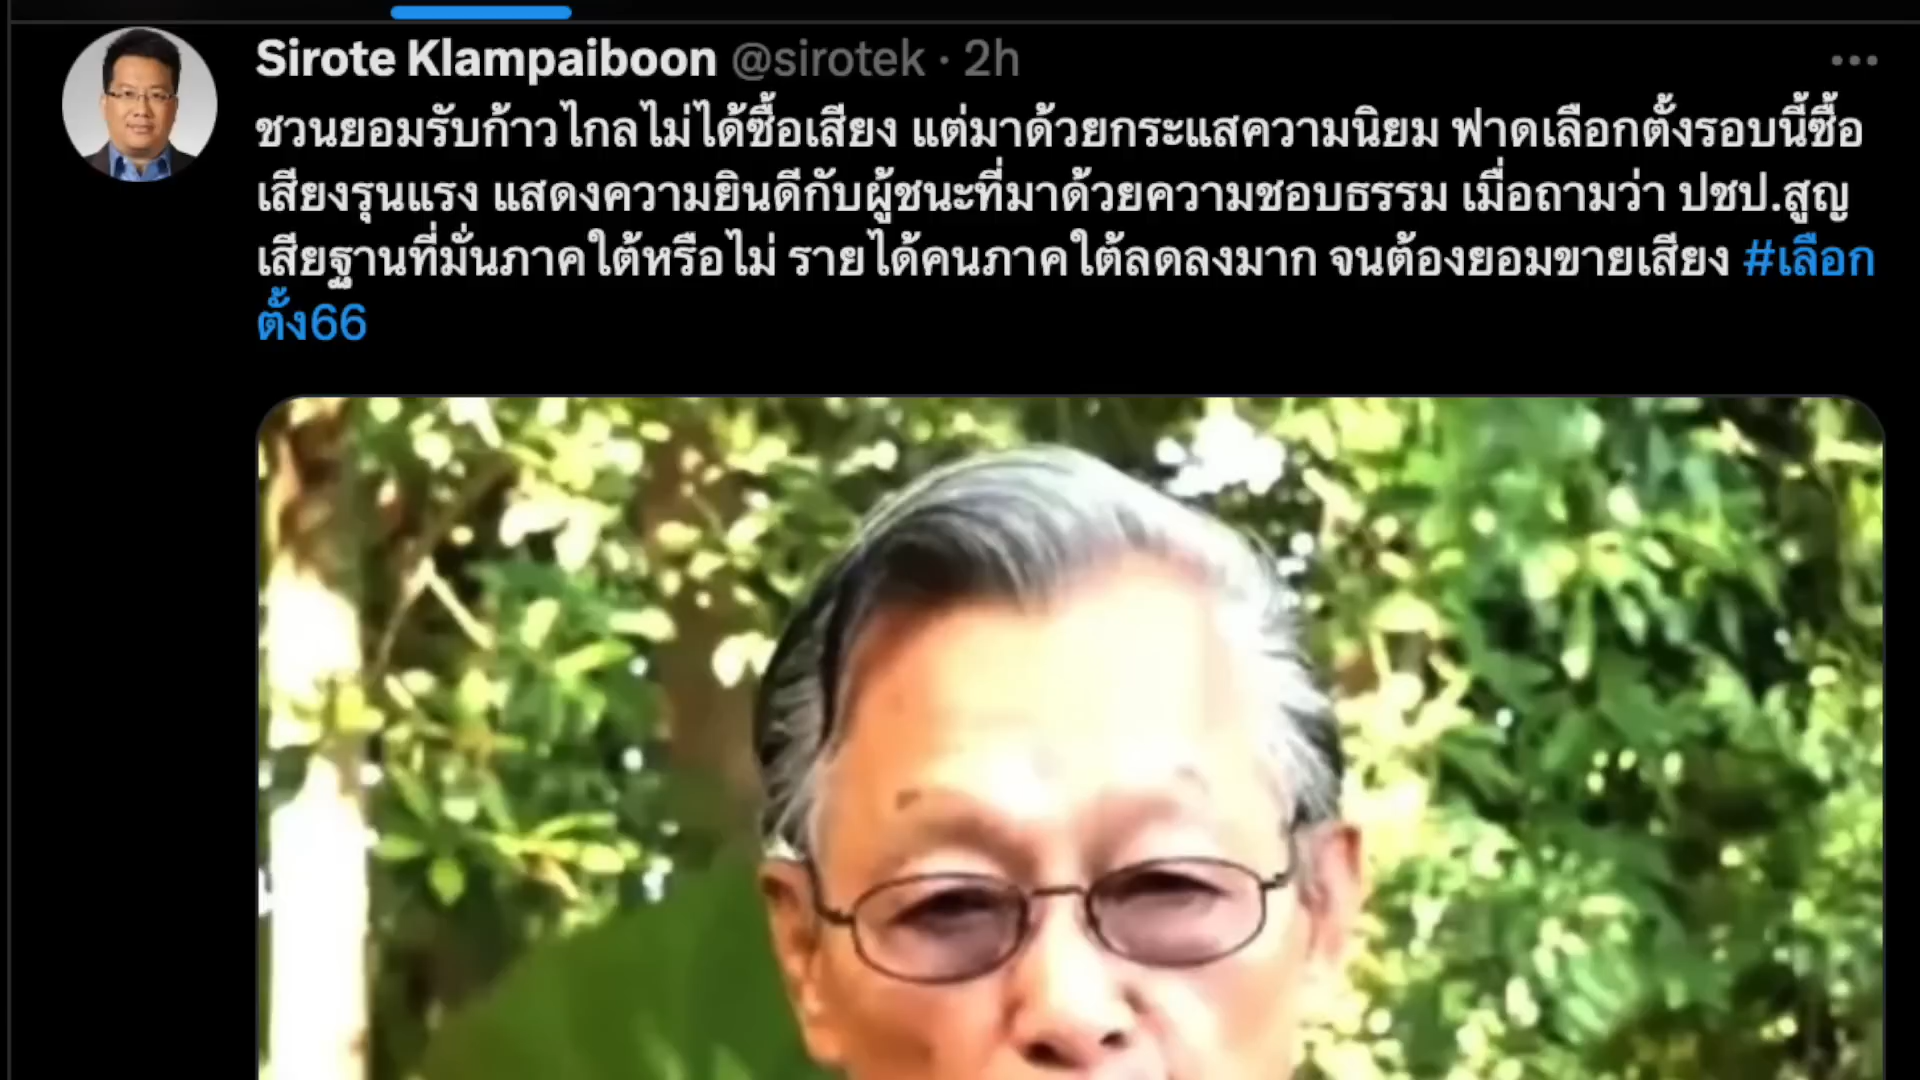 Sirote Klampaiboon @sirotek · 2h
ชวนยอมรับก้าวไกลไม่ได้ซื้อเสียง แต่มาด้วยกระแสความนิยม ฟาดเลือกตั้งรอบนี้ซื้อ
เสียงรุนแรง แสดงความยินดีกับผู้ชนะที่มาด้วยความชอบธรรม เมื่อถามว่า ปชป.สูญ
เสียฐานที่มั่นภาคใต้หรือไม่ รายได้คนภาคใต้ลดลงมาก จนต้องยอมขายเสียง #เลือก
ตั้ง66